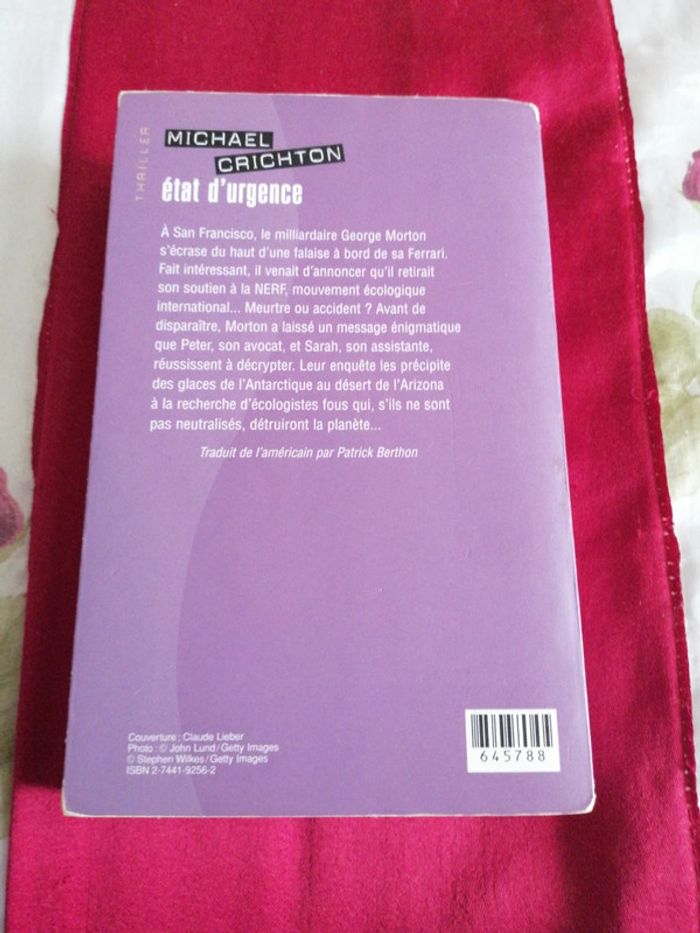 THRILLER
MICHAEL
CRICHTON
état d'urgence
À San Francisco, le milliardaire George Morton
s'écrase du haut d'une falaise à bord de sa Ferrari.
Fait intéressant, il venait d'annoncer qu'il retirait
son soutien à la NERF, mouvement écologique
international... Meurtre ou accident ? Avant de
disparaître, Morton a laissé un message énigmatique
que Peter, son avocat, et Sarah, son assistante,
réussissent à décrypter. Leur enquête les précipite
des glaces de l'Antarctique au désert de l'Arizona
à la recherche d'écologistes fous qui, s'ils ne sont
pas neutralisés, détruiront la planète...
Traduit de l'américain par Patrick Berthon
Couverture : Claude Lieber
Photo : © John Lund / Getty Images
© Stephen Wilkes / Getty Images
ISBN 2-7441-9256-2
645788